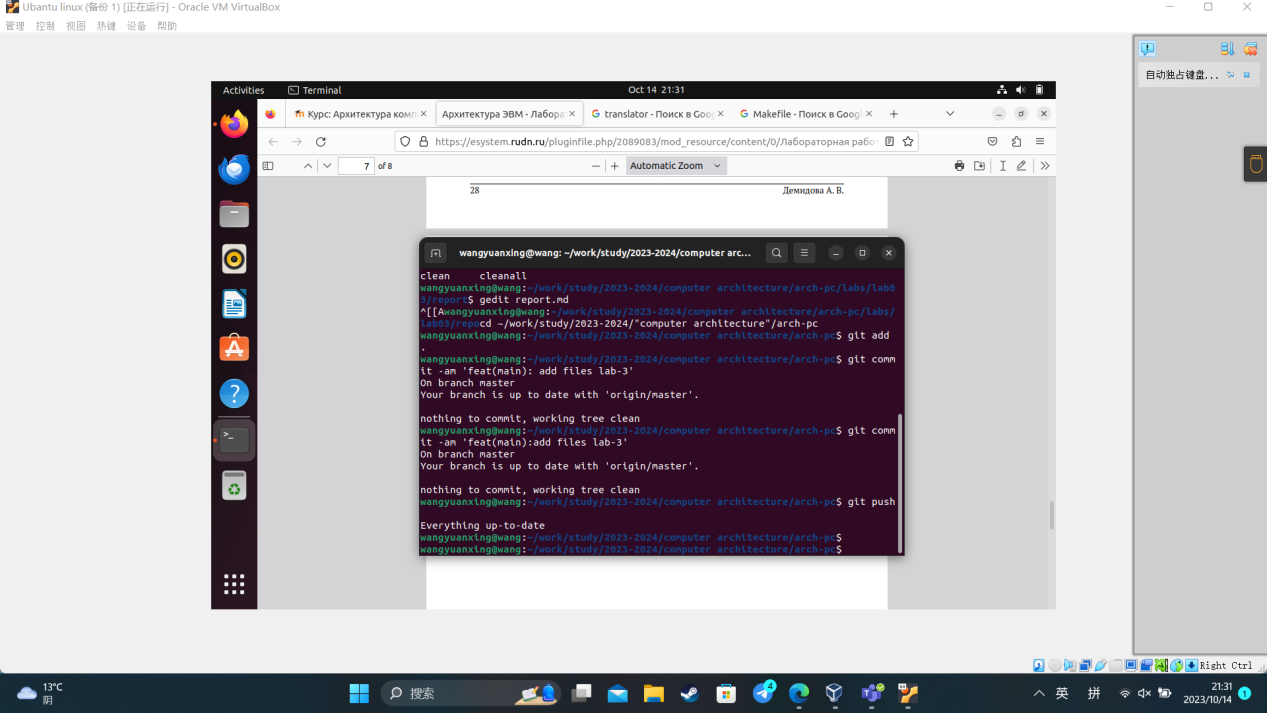 Ubantu linux (备份 1) [正在运行] - Oracle VM VirtualBox
管理 控制 视图 热键 设备 帮助
自动独占键盘...
Activities
Terminal
Oct 14 21:31
Курс: Архитектура комп
Архитектура ЭВМ - Лабора
translator - Поиск в Goog
Makefile - Поиск в Googl
https://esystem.rudn.ru/pluginfile.php/2089083/mod_resource/content/0/Лабораторная работ
7 of 8
Automatic Zoom
28
Демидова А. В.
wangyuanxing@wang: ~/work/study/2023-2024/computer arc...
clean cleanall
wangyuanxing@wang:~/work/study/2023-2024/computer architecture/arch-pc/labs/lab0
3/report$ gedit report.md
^[[Awangyuanxing@wang:~/work/study/2023-2024/computer architecture/arch-pc/labs/
lab03/repocd ~/work/study/2023-2024/"computer architecture"/arch-pc
wangyuanxing@wang:~/work/study/2023-2024/computer architecture/arch-pc$ git add
.
wangyuanxing@wang:~/work/study/2023-2024/computer architecture/arch-pc$ git comm
it -am 'feat(main): add files lab-3'
On branch master
Your branch is up to date with 'origin/master'.
nothing to commit, working tree clean
wangyuanxing@wang:~/work/study/2023-2024/computer architecture/arch-pc$ git comm
it -am 'feat(main):add files lab-3'
On branch master
Your branch is up to date with 'origin/master'.
nothing to commit, working tree clean
wangyuanxing@wang:~/work/study/2023-2024/computer architecture/arch-pc$ git push
Everything up-to-date
wangyuanxing@wang:~/work/study/2023-2024/computer architecture/arch-pc$
wangyuanxing@wang:~/work/study/2023-2024/computer architecture/arch-pc$
Right Ctrl
13°C
阴
搜索
4
英 拼
21:31
2023/10/14
1